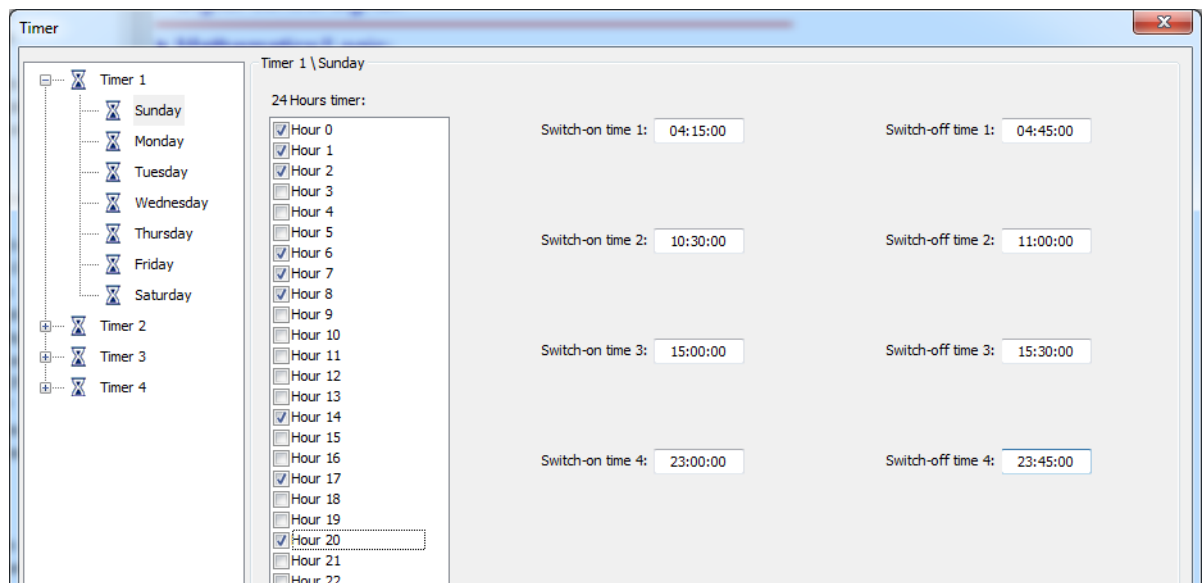 Timer
X
Timer 1
Sunday
Monday
Tuesday
Wednesday
Thursday
Friday
Saturday
Timer 2
Timer 3
Timer 4
Timer 1 \ Sunday
24 Hours timer:
Hour 0
Hour 1
Hour 2
Hour 3
Hour 4
Hour 5
Hour 6
Hour 7
Hour 8
Hour 9
Hour 10
Hour 11
Hour 12
Hour 13
Hour 14
Hour 15
Hour 16
Hour 17
Hour 18
Hour 19
Hour 20
Hour 21
Hour 22
Switch-on time 1: 04:15:00 Switch-off time 1: 04:45:00
Switch-on time 2: 10:30:00 Switch-off time 2: 11:00:00
Switch-on time 3: 15:00:00 Switch-off time 3: 15:30:00
Switch-on time 4: 23:00:00 Switch-off time 4: 23:45:00